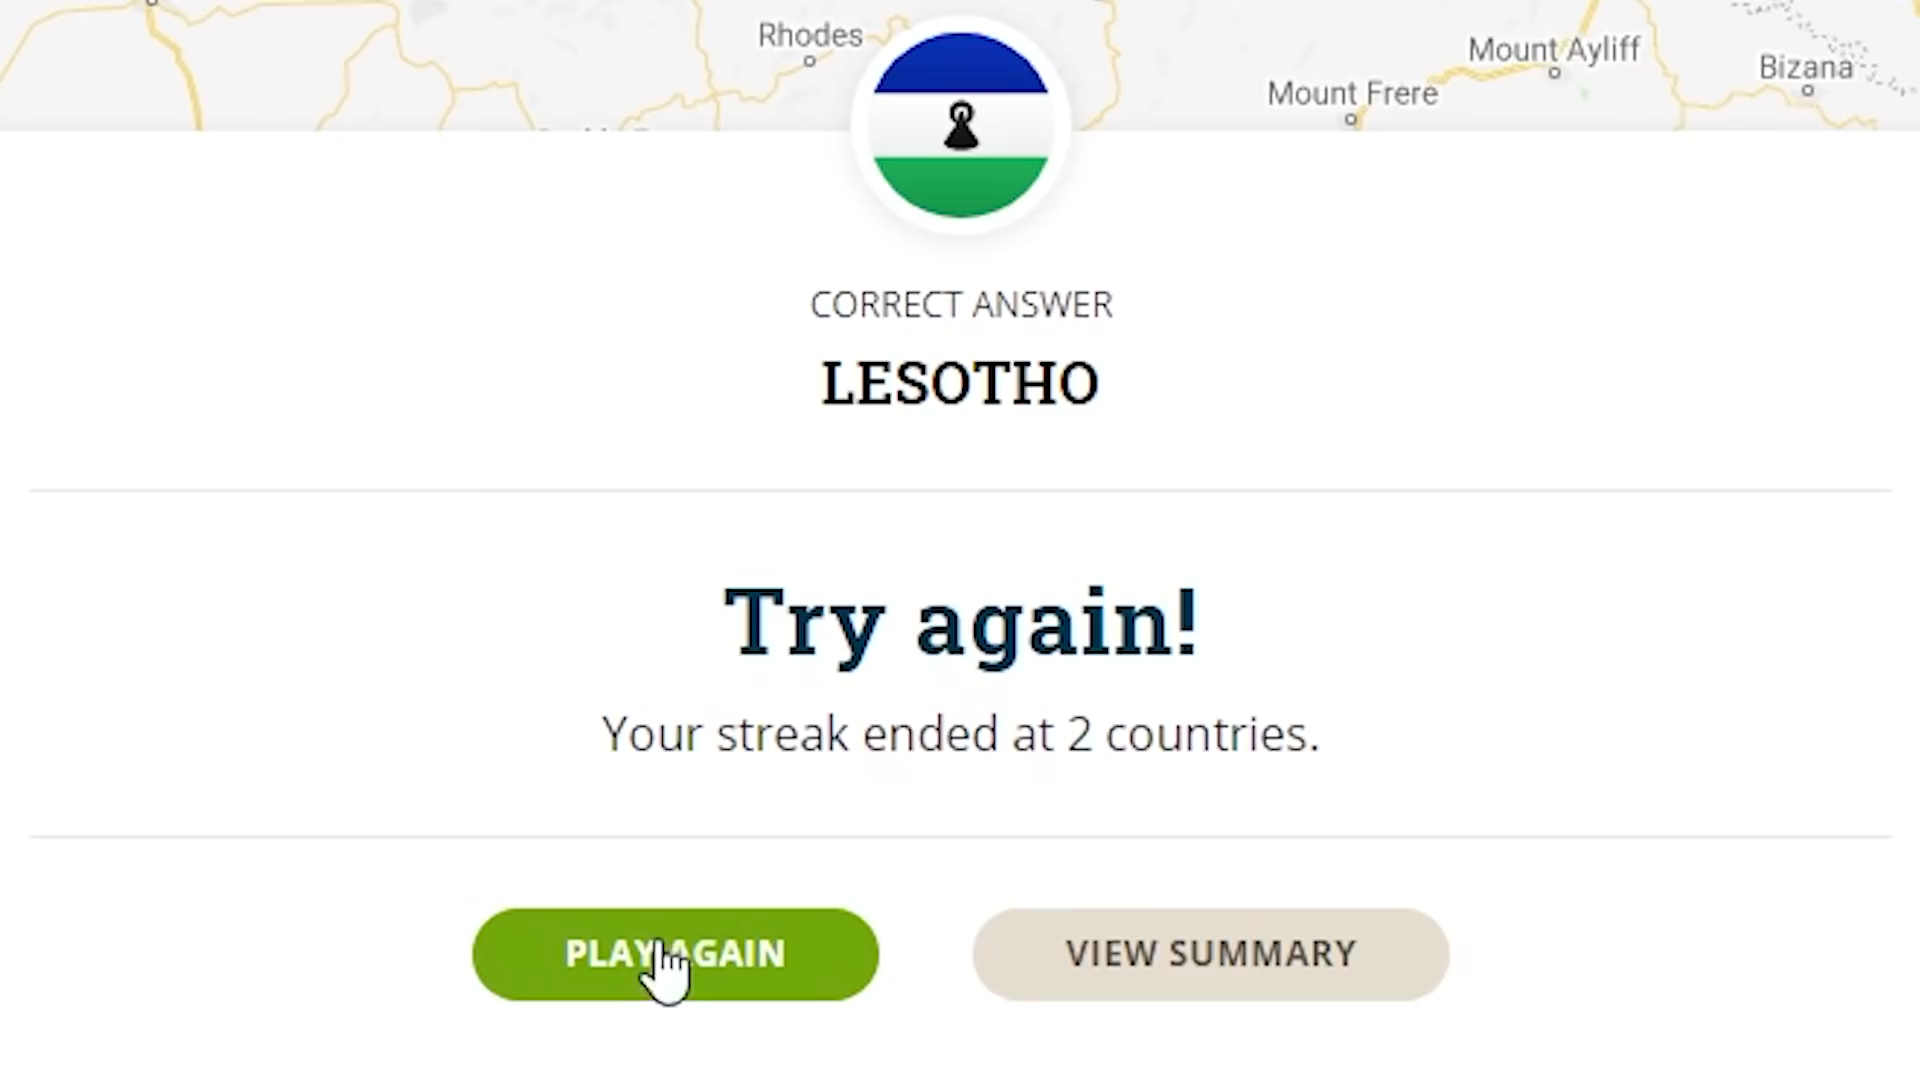 Rhodes
Mount Ayliff
Bizana
Mount Frere
CORRECT ANSWER
LESOTHO
Try again!
Your streak ended at 2 countries.
PLAY AGAIN
VIEW SUMMARY